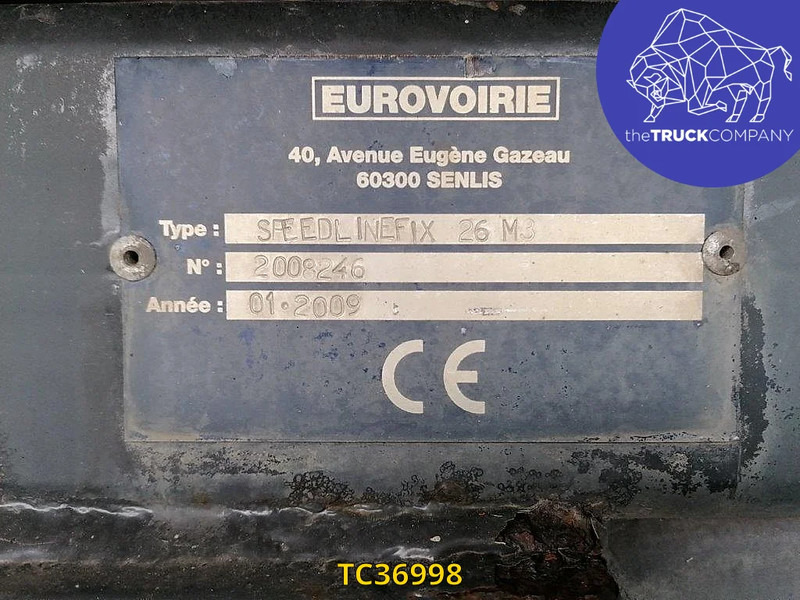 EUROVOIRIE
theTRUCKCOMPANY
40, Avenue Eugène Gazeau
60300 SENLIS
Type : SPEEDLINEFIX 26 M3
N° : 2008246
Année : 01•2009
CE
TC36998